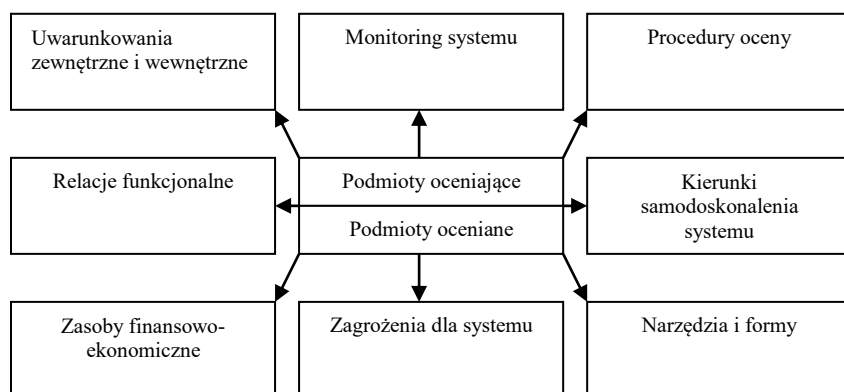 Uwarunkowania
zewnętrzne i wewnętrzne
Monitoring systemu
Procedury oceny
Relacje funkcjonalne
Podmioty oceniające
Podmioty oceniane
Kierunki
samodoskonalenia
systemu
Zasoby finansowo-
ekonomiczne
Zagrożenia dla systemu
Narzędzia i formy